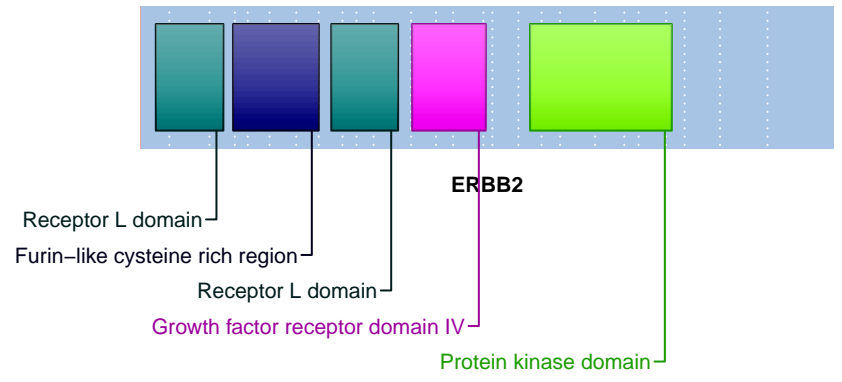 ERBB2
Receptor L domain
Furin−like cysteine rich region
Receptor L domain
Growth factor receptor domain IV
Protein kinase domain